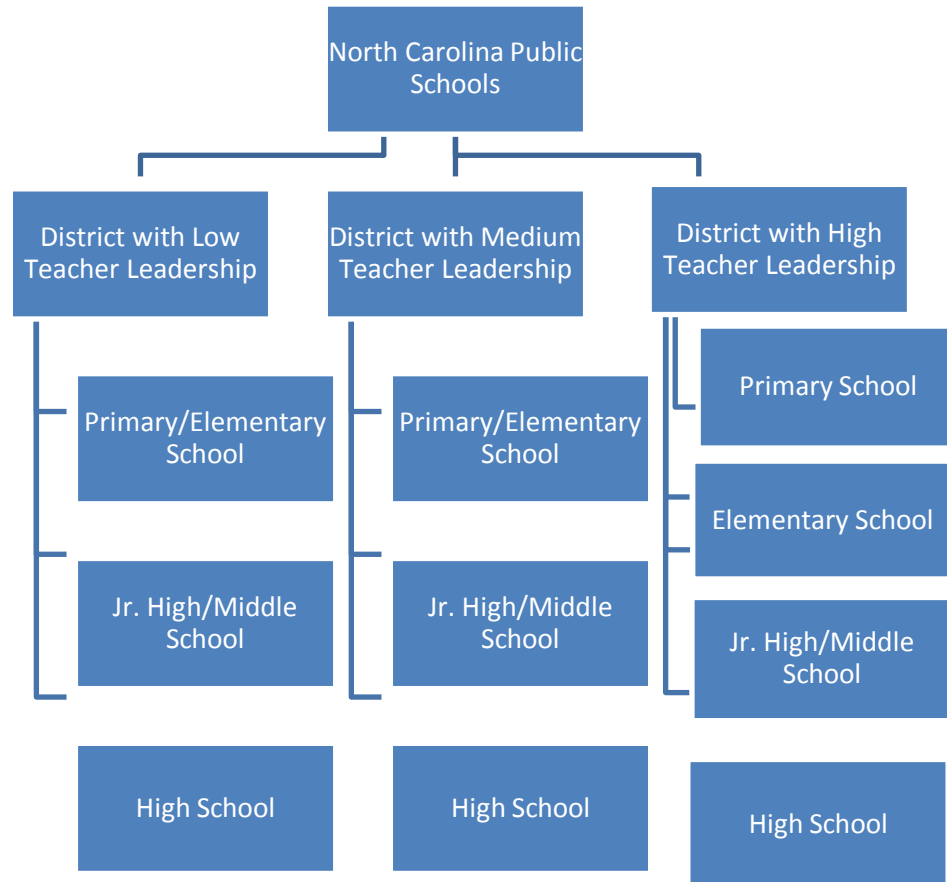 North Carolina Public
Schools
District with Low
Teacher Leadership
District with Medium
Teacher Leadership
District with High
Teacher Leadership
Primary/Elementary
School
Jr. High/Middle
School
High School
Primary/Elementary
School
Jr. High/Middle
School
High School
Primary School
Elementary School
Jr. High/Middle
School
High School